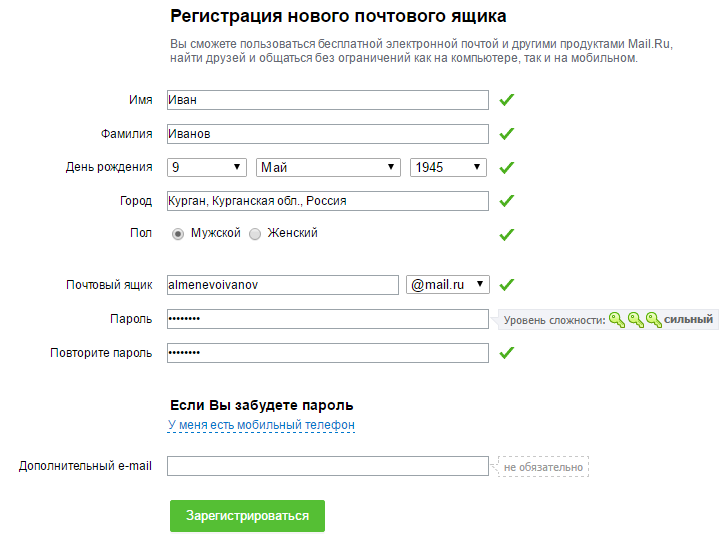 Регистрация нового почтового ящика
Вы сможете пользоваться бесплатной электронной почтой и другими продуктами Mail.Ru,
найти друзей и общаться без ограничений как на компьютере, так и на мобильном.
Имя Иван
Фамилия Иванов
День рождения 9 Май 1945
Город Курган, Курганская обл., Россия
Пол Мужской Женский
Почтовый ящик almenevoivanov @mail.ru
Пароль •••••••• Уровень сложности: сильный
Повторите пароль ••••••••
Если Вы забудете пароль
У меня есть мобильный телефон
Дополнительный e-mail не обязательно
Зарегистрироваться